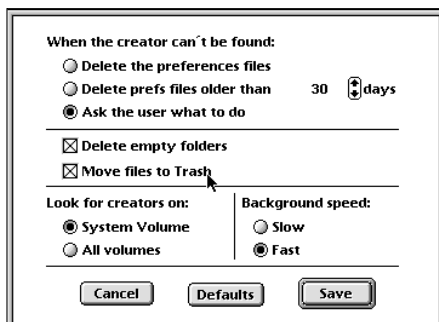 When the creator can´t be found:
Delete the preferences files
Delete prefs files older than 30 days
Ask the user what to do
Delete empty folders
Move files to Trash
Look for creators on: Background speed:
System Volume Slow
All volumes Fast
Cancel Defaults Save